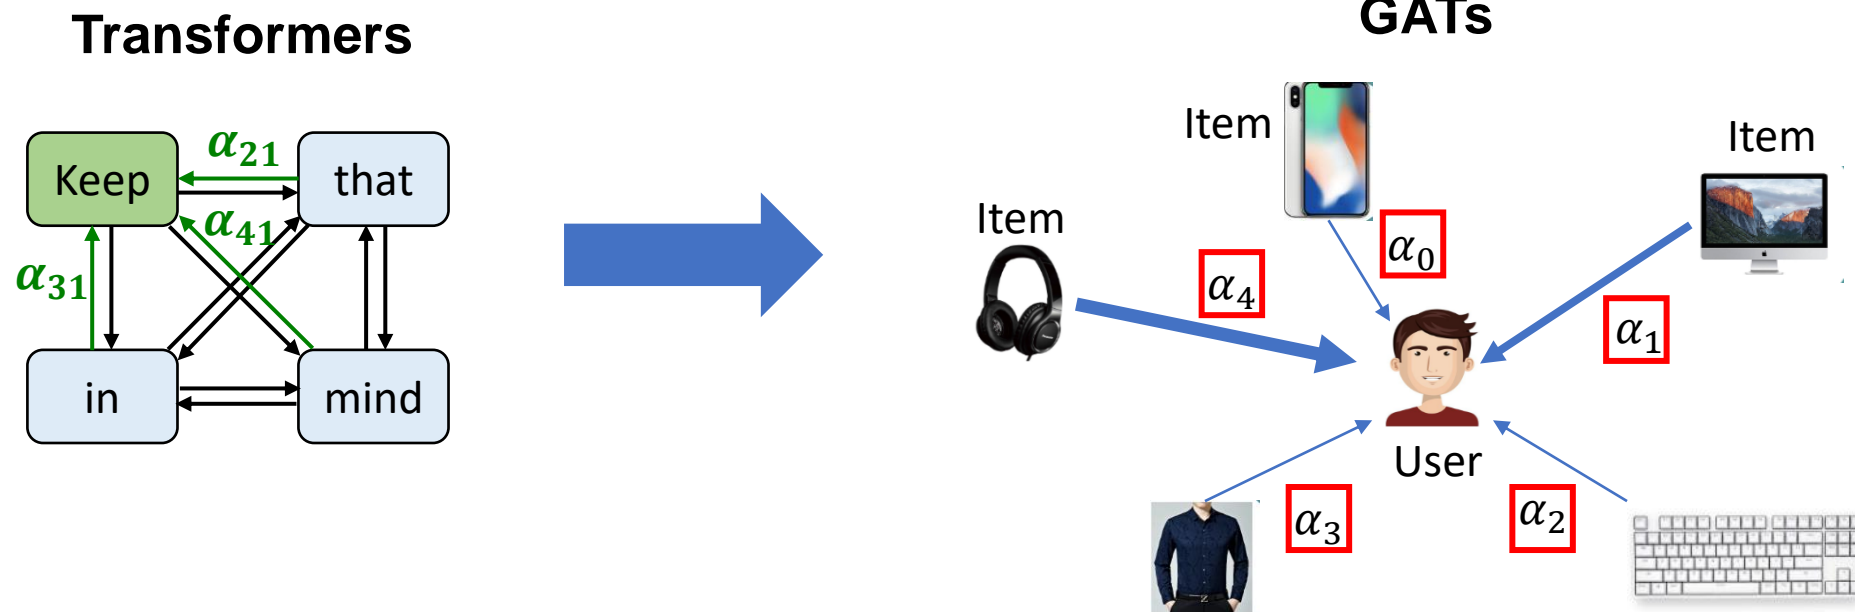 Transformers
GATs
Keep
that
in
mind
α21
α41
α31
Item
Item
Item
α0
α4
α1
User
α3
α2